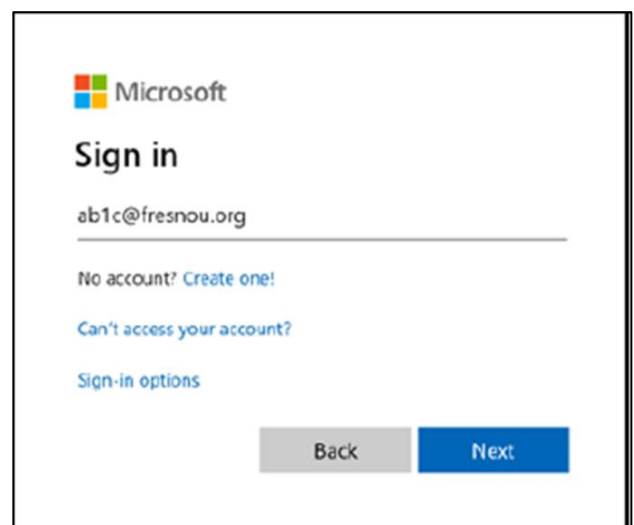 Microsoft
Sign in
ab1c@fresnou.org
No account? Create one!
Can't access your account?
Sign-in options
Back Next